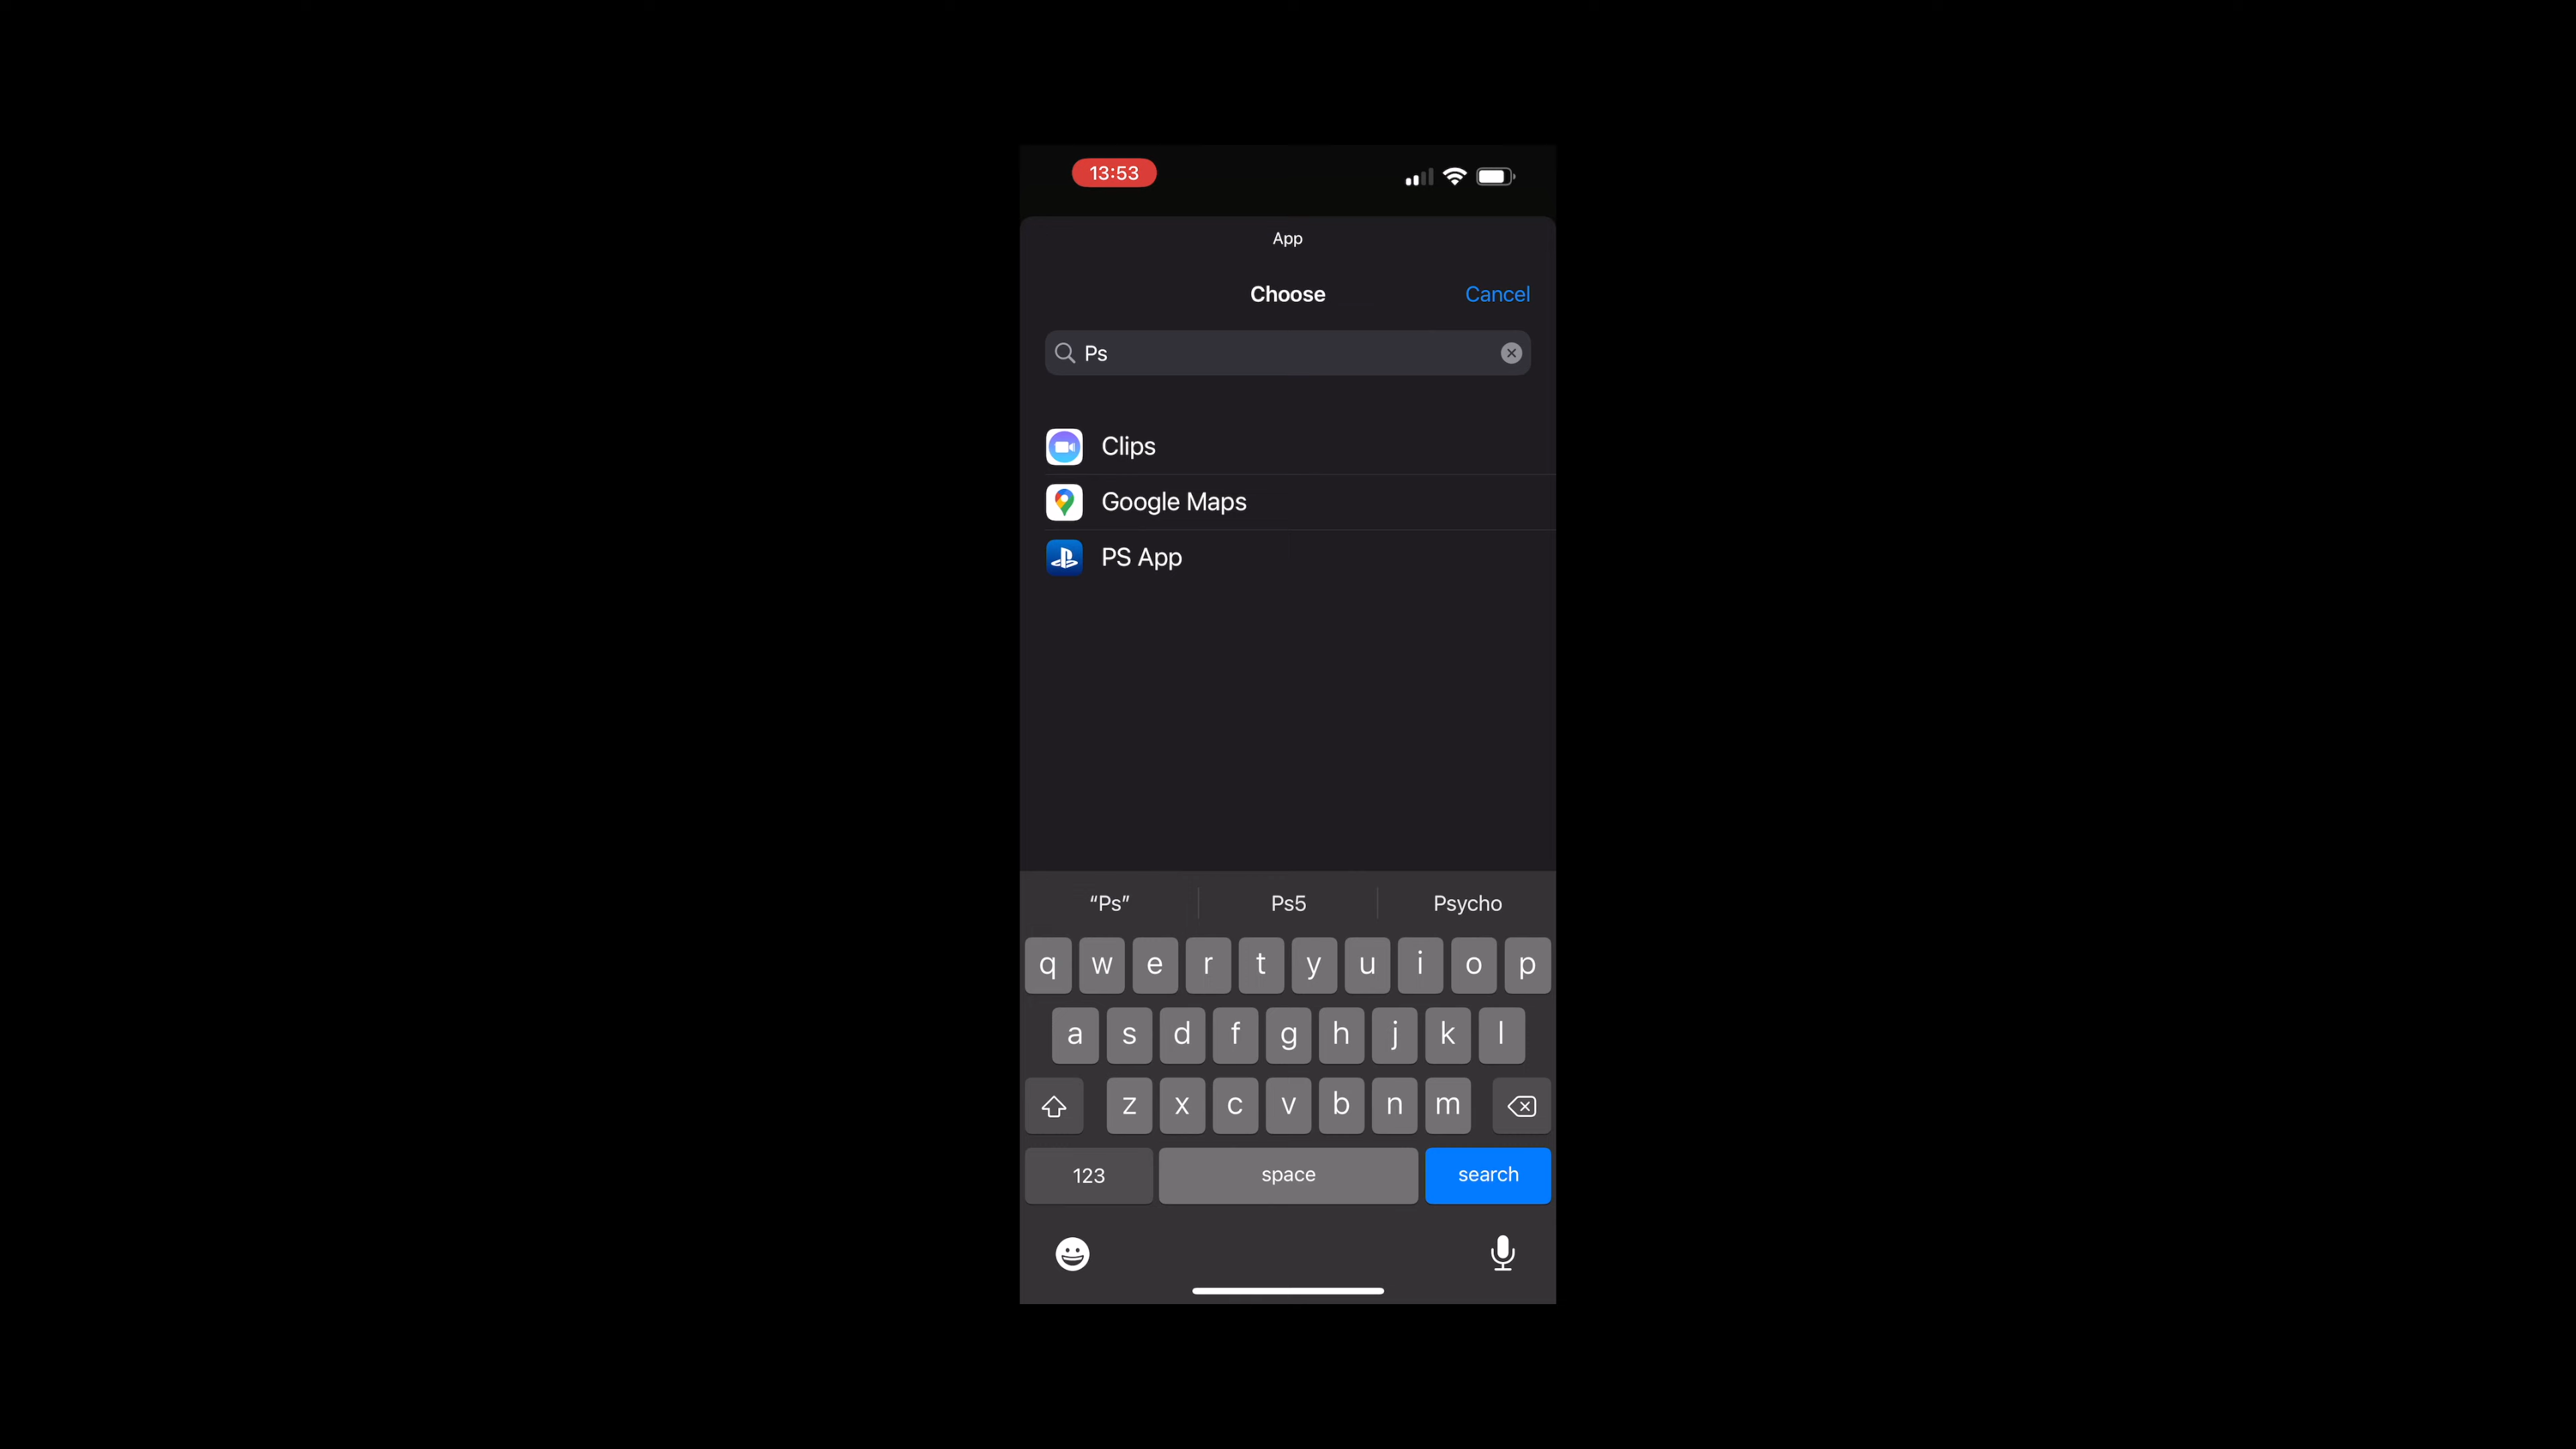 13:53
App
Choose
Cancel
Ps
Clips
Google Maps
PS App
“Ps”
Ps5
Psycho
q w e r t y u i o p
a s d f g h j k l
z x c v b n m
123
space
search